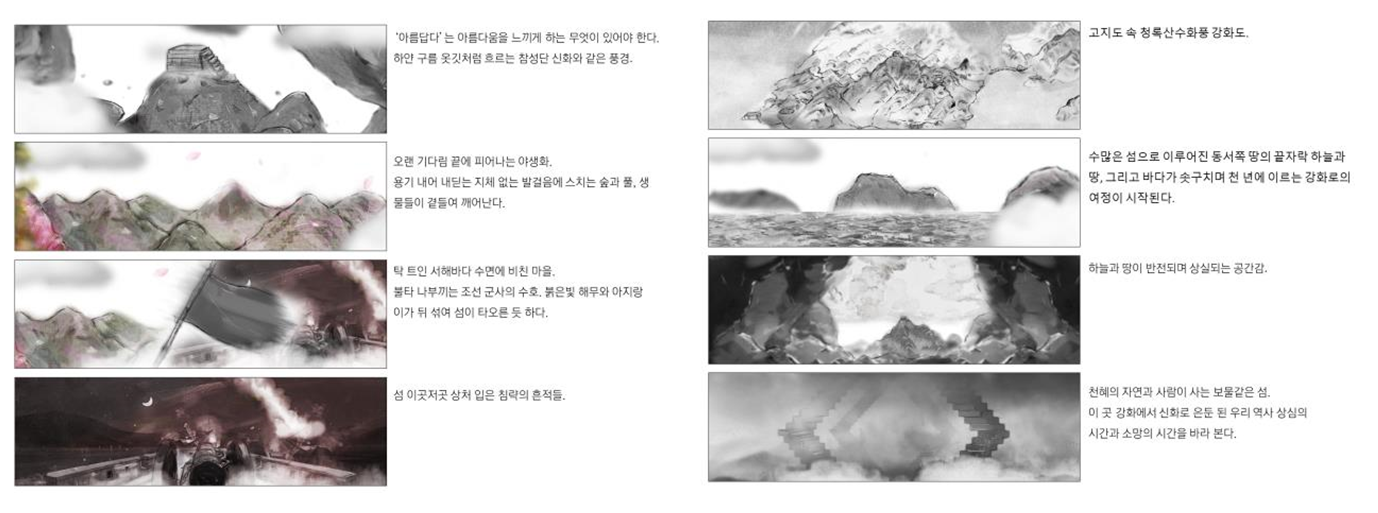 '아름답다' 는 아름다움을 느끼게 하는 무엇이 있어야 한다.
하얀 구름 옷깃처럼 흐르는 참성단 신화와 같은 풍경.
오랜 기다림 끝에 피어나는 야생화.
용기 내어 내딛는 지체 없는 발걸음에 스치는 숲과 풀, 생
물들이 곁들여 깨어난다.
탁 트인 서해바다 수면에 비친 마을.
불타 나부끼는 조선 군사의 수호. 붉은빛 해무와 아지랑
이가 뒤 섞여 섬이 타오른 듯 하다.
섬 이곳저곳 상처 입은 침략의 흔적들.
고지도 속 청록산수화풍 강화도.
수많은 섬으로 이루어진 동서쪽 땅의 끝자락 하늘과
땅, 그리고 바다가 솟구치며 천 년에 이르는 강화로의
여정이 시작된다.
하늘과 땅이 반전되며 상실되는 공간감.
천혜의 자연과 사람이 사는 보물같은 섬.
이 곳 강화에서 신화로 은둔 된 우리 역사 상심의
시간과 소망의 시간을 바라 본다.